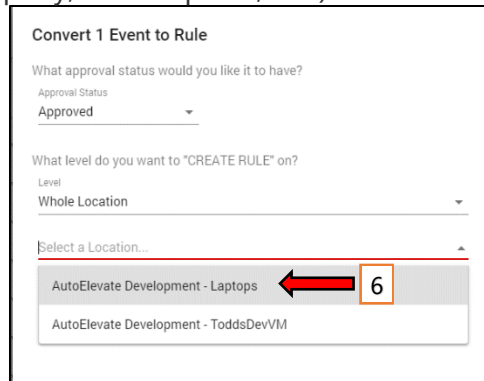 Convert 1 Event to Rule
What approval status would you like it to have?
Approval Status
Approved
What level do you want to "CREATE RULE" on?
Level
Whole Location
Select a Location...
AutoElevate Development - Laptops
6
AutoElevate Development - ToddsDevVM